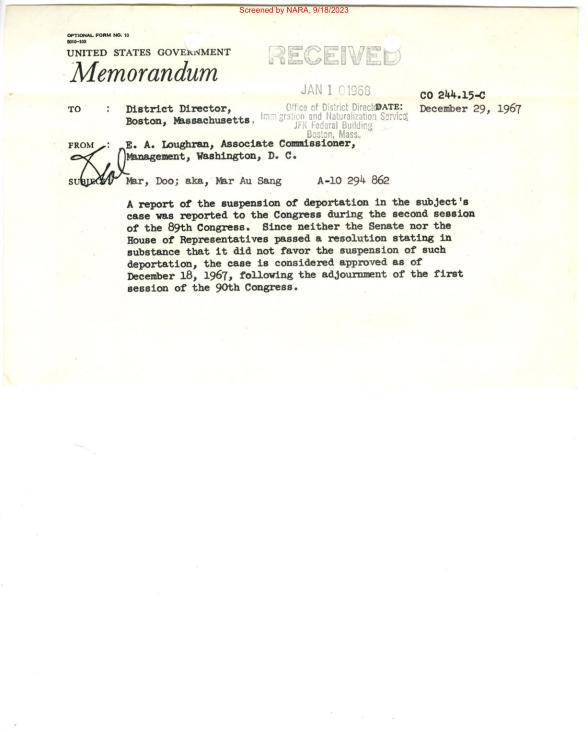 Screened by NARA, 9/18/2023
OPTIONAL FORM NO. 10
5010-103
UNITED STATES GOVERNMENT
Memorandum
RECEIVED
JAN 10 1968
Office of District Director
Immigration and Naturalization Service
JFK Federal Building
Boston, Mass.
CO 244.15-C
TO : District Director,
Boston, Massachusetts.
DATE: December 29, 1967
FROM : E. A. Loughran, Associate Commissioner,
Management, Washington, D. C.
SUBJECT: Mar, Doo; aka, Mar Au Sang A-10 294 862
A report of the suspension of deportation in the subject's
case was reported to the Congress during the second session
of the 89th Congress. Since neither the Senate nor the
House of Representatives passed a resolution stating in
substance that it did not favor the suspension of such
deportation, the case is considered approved as of
December 18, 1967, following the adjournment of the first
session of the 90th Congress.